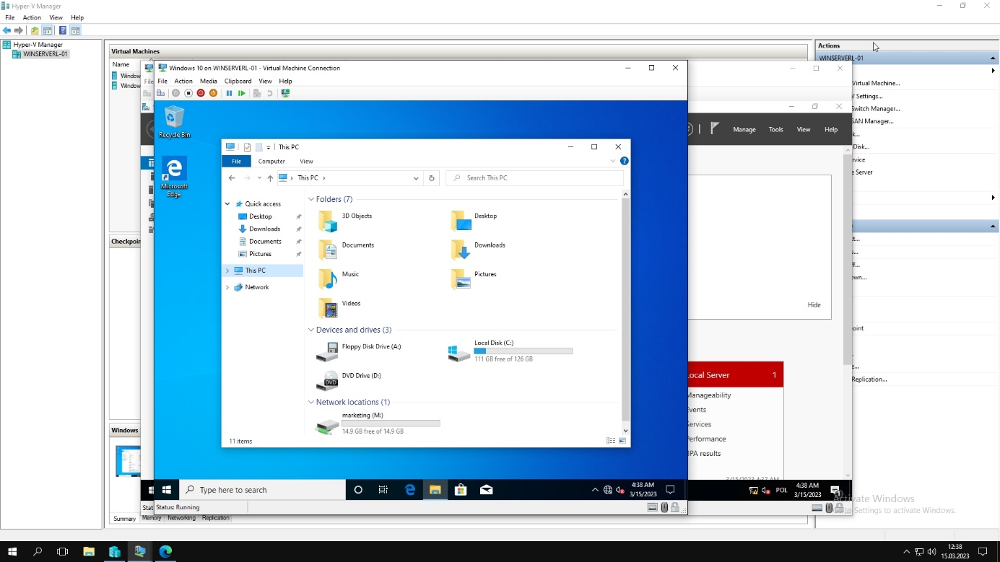 Hyper-V Manager
File Action View Help
Hyper-V Manager
WINSERVERL-01
Virtual Machines
Name
Window
Window
Checkpoin
Windows
Summary Memory Networking Replication
Actions
WINSERVERL-01
Virtual Machine...
Settings...
Switch Manager...
SAN Manager...
Disk...
Server
Replication...
Windows 10 on WINSERVERL-01 - Virtual Machine Connection
File Action Media Clipboard View Help
Recycle Bin
Microsoft
Edge
This PC
File Computer View
This PC
Search This PC
Quick access
Desktop
Downloads
Documents
Pictures
This PC
Network
Folders (7)
3D Objects
Desktop
Documents
Downloads
Music
Pictures
Videos
Devices and drives (3)
Floppy Disk Drive (A:)
Local Disk (C:)
111 GB free of 126 GB
DVD Drive (D:)
Network locations (1)
marketing (M:)
14.9 GB free of 14.9 GB
11 items
Type here to search
4:38 AM
3/15/2023
Status: Running
Manage Tools View Help
Hide
Local Server 1
Manageability
Events
Services
Performance
BPA results
3/15/2023 4:37 AM
POL
4:38 AM
3/15/2023
Activate Windows
Settings to activate Windows.
12:38
15.03.2023